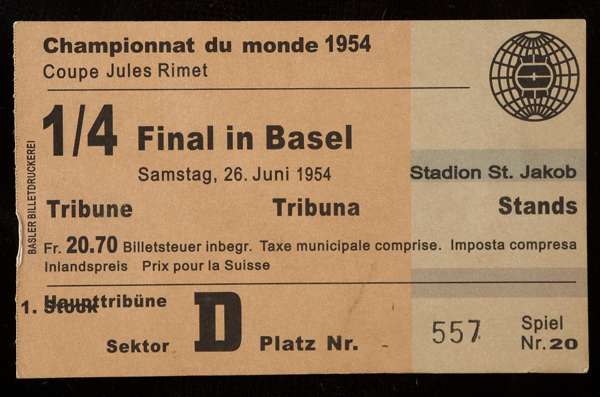 Championnat du monde 1954
Coupe Jules Rimet
1/4 Final in Basel
Samstag, 26. Juni 1954
Stadion St. Jakob
Tribune Tribuna Stands
Fr. 20.70 Billetsteuer inbegr. Taxe municipale comprise. Imposta compresa
Inlandspreis Prix pour la Suisse
Haupttribüne
1. Stock
Sektor D Platz Nr. 557
Spiel
Nr. 20
BASLER BILLETDRUCKEREI